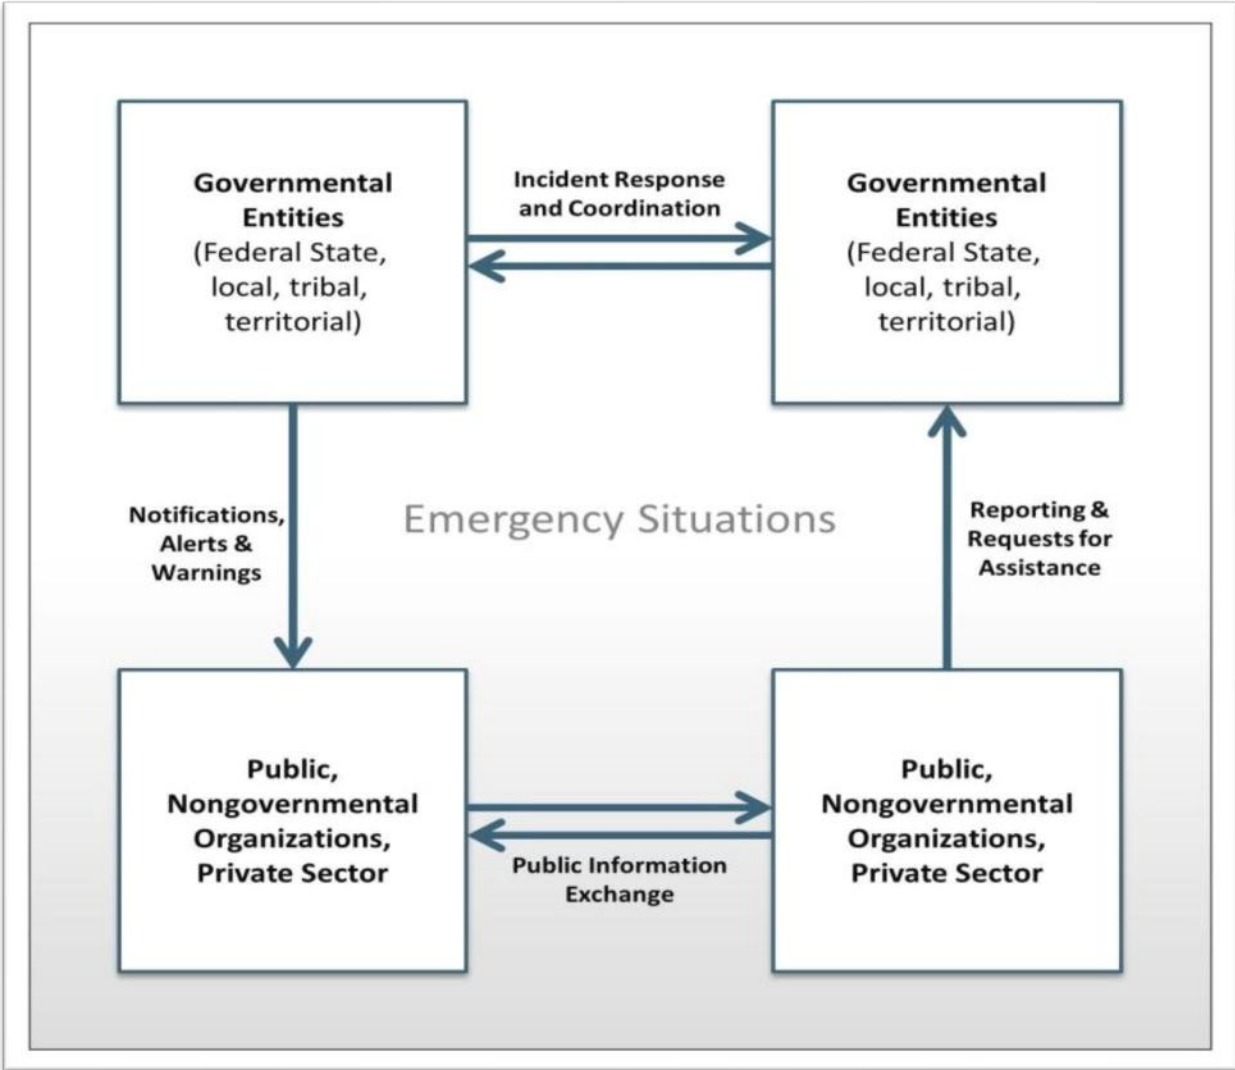 Governmental
Entities
(Federal State,
local, tribal,
territorial)
Incident Response
and Coordination
Governmental
Entities
(Federal State,
local, tribal,
territorial)
Notifications,
Alerts &
Warnings
Emergency Situations
Reporting &
Requests for
Assistance
Public,
Nongovernmental
Organizations,
Private Sector
Public Information
Exchange
Public,
Nongovernmental
Organizations,
Private Sector